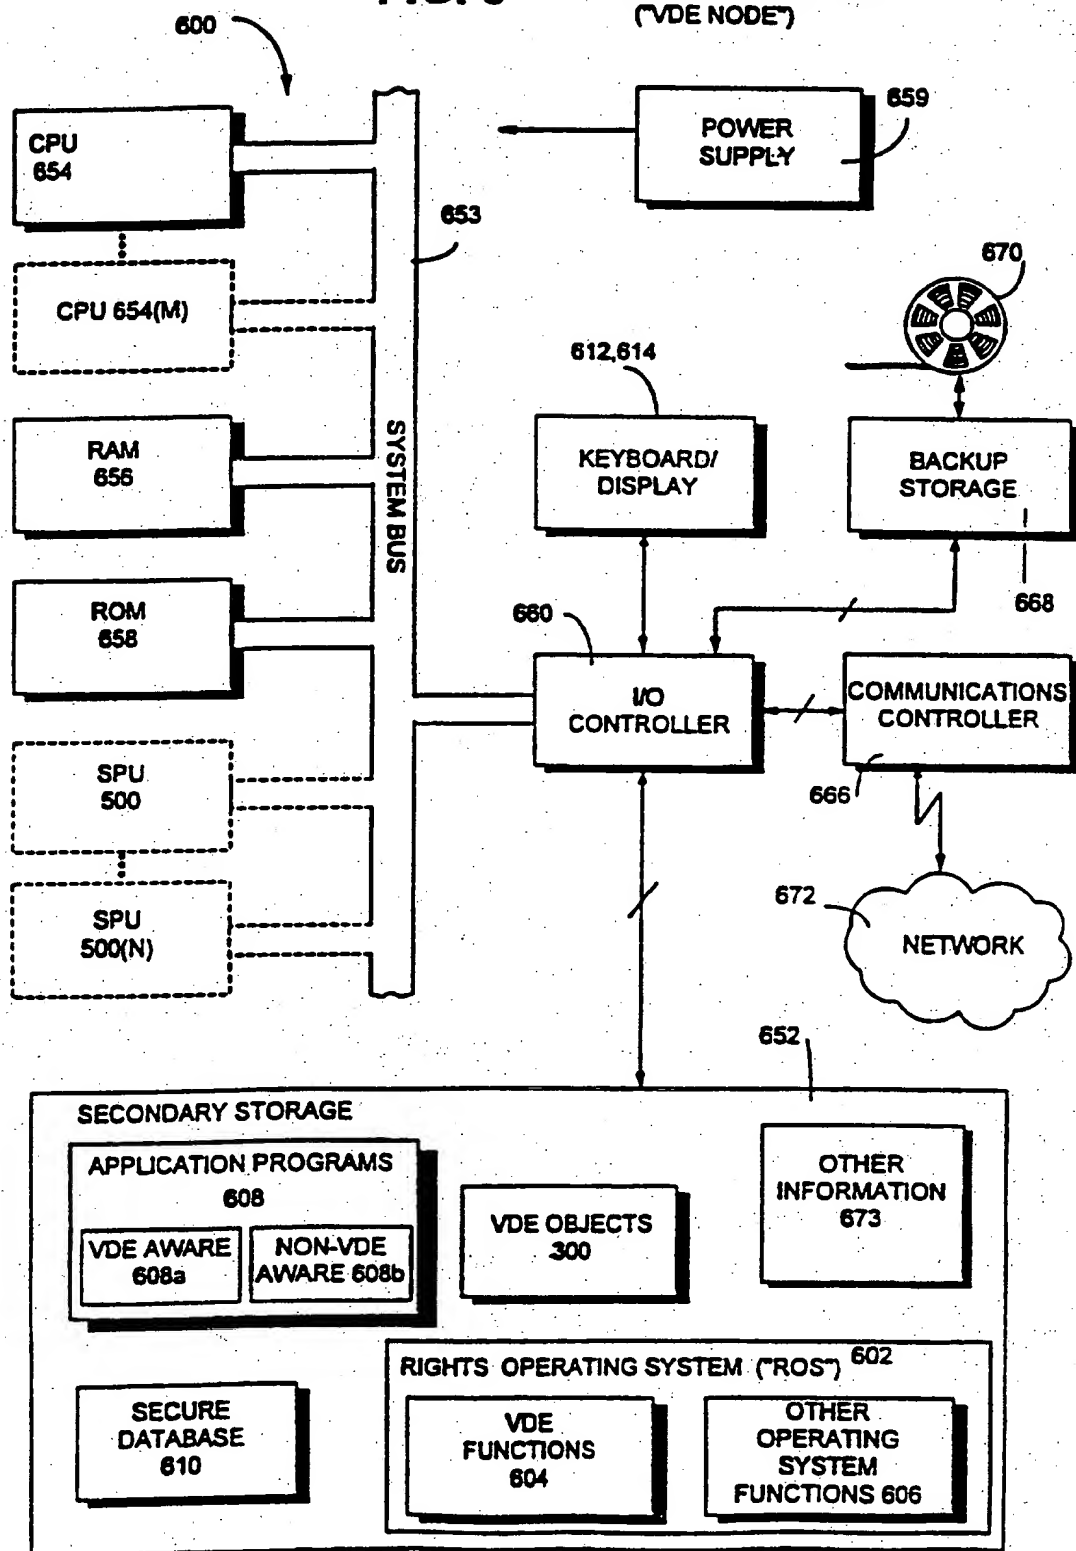 ("VDE NODE")
600
CPU
654
POWER
SUPPLY
659
653
CPU 654(M)
670
612,614
RAM
656
SYSTEM BUS
KEYBOARD/
DISPLAY
BACKUP
STORAGE
668
ROM
658
660
I/O
CONTROLLER
COMMUNICATIONS
CONTROLLER
666
SPU
500
SPU
500(N)
672
NETWORK
652
SECONDARY STORAGE
APPLICATION PROGRAMS
608
VDE AWARE
608a
NON-VDE
AWARE 608b
VDE OBJECTS
300
OTHER
INFORMATION
673
SECURE
DATABASE
610
RIGHTS OPERATING SYSTEM ("ROS") 602
VDE
FUNCTIONS
604
OTHER
OPERATING
SYSTEM
FUNCTIONS 606